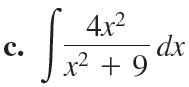 c. ∫ 4x² / (x² + 9) dx